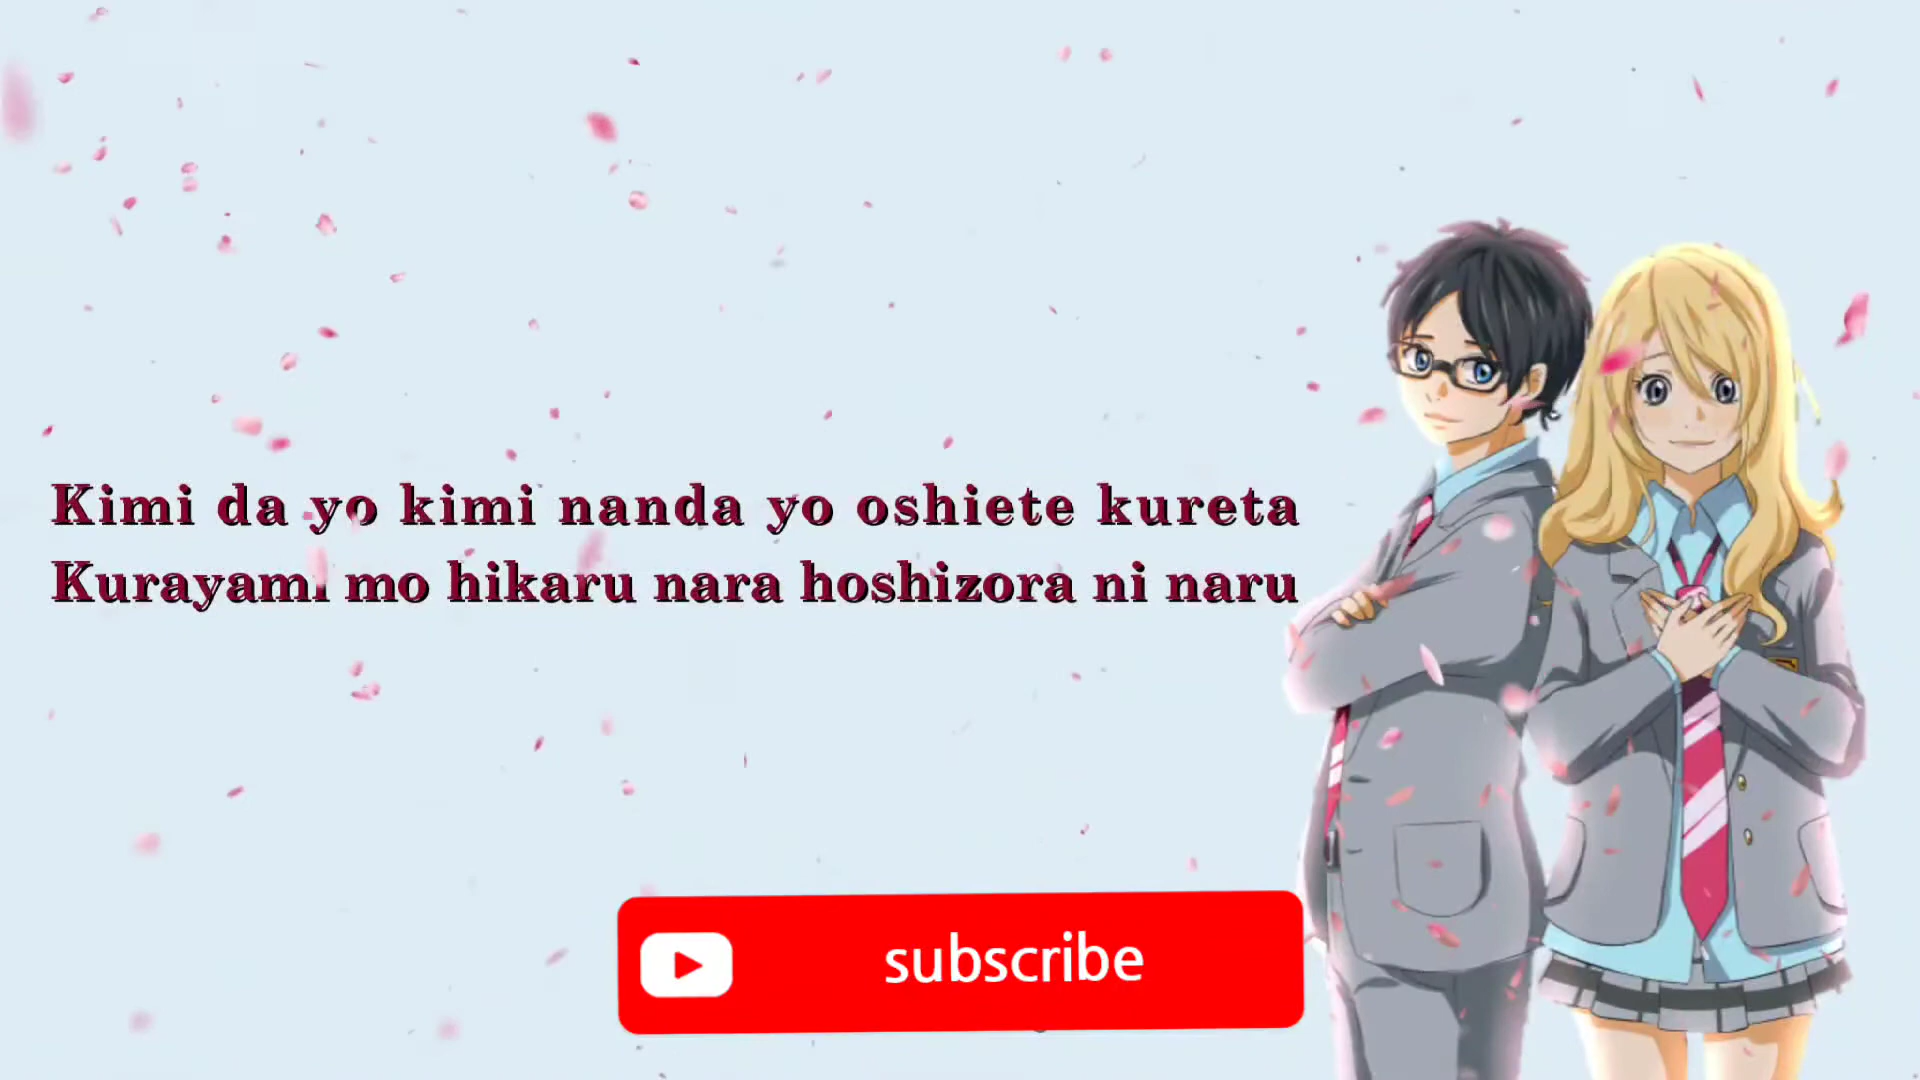 Kimi da yo kimi nanda yo oshiete kureta
Kurayami mo hikaru nara hoshizora ni naru
subscribe